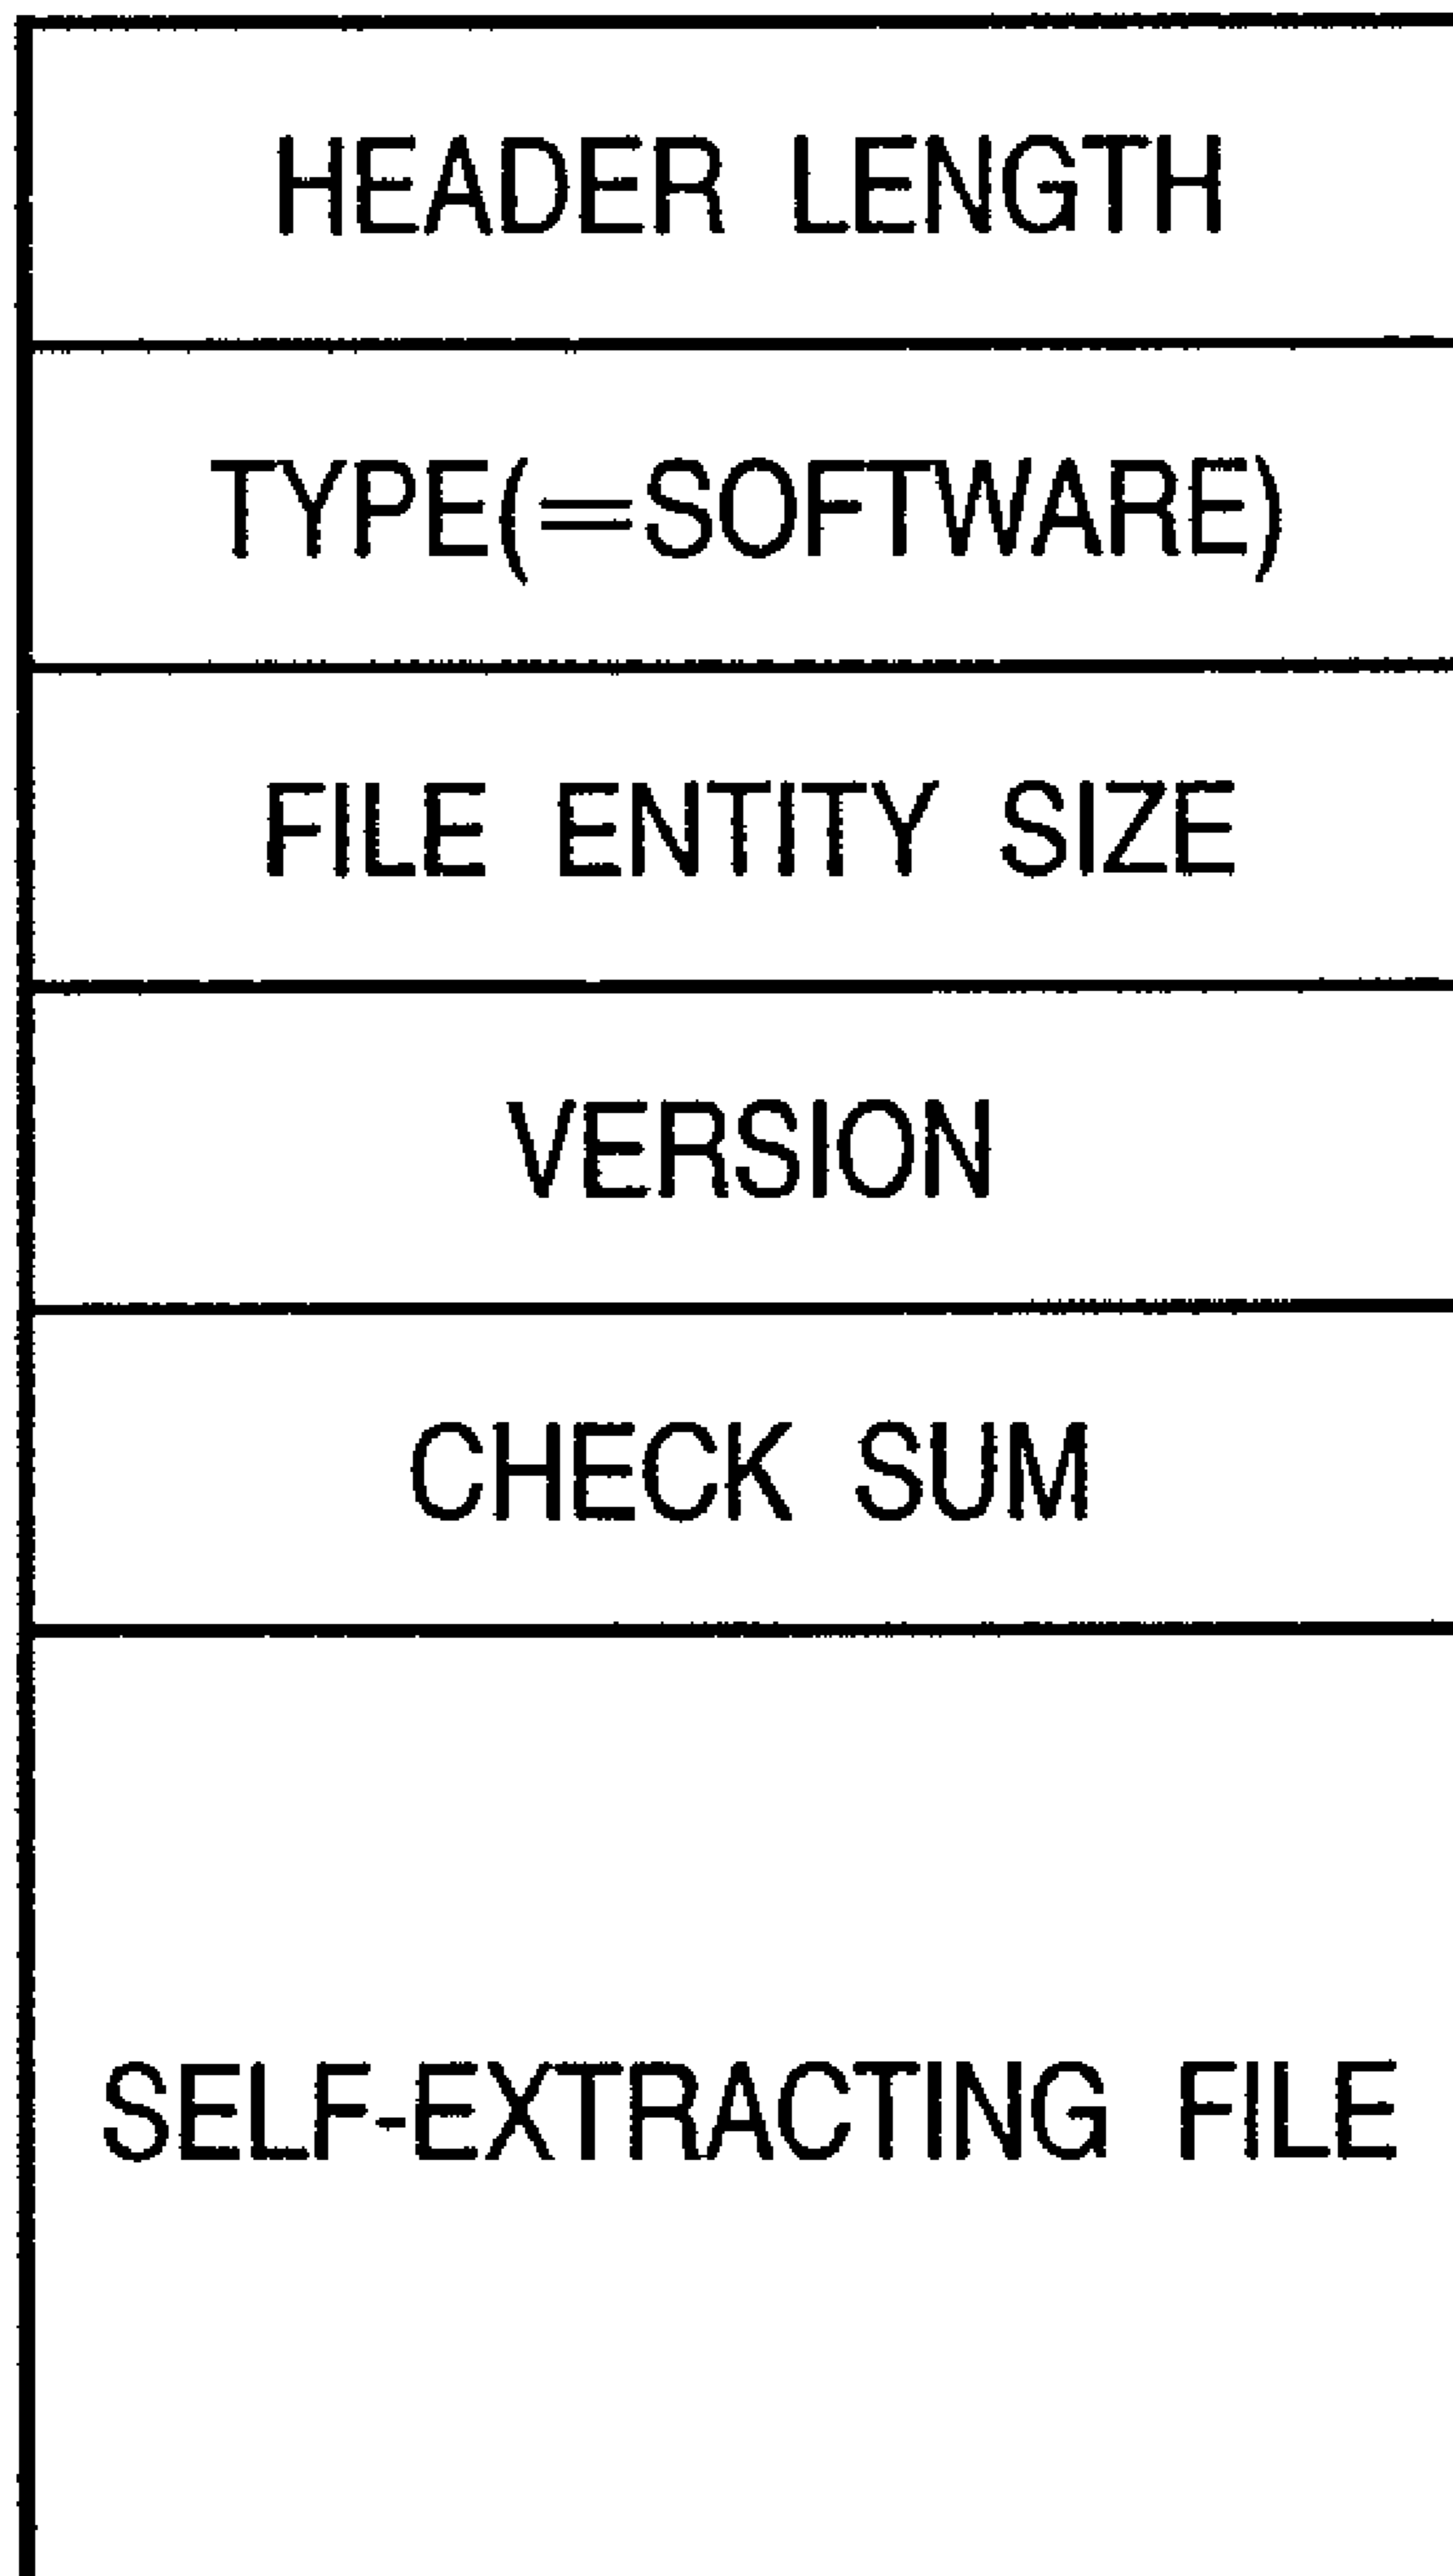 HEADER LENGTH
TYPE(=SOFTWARE)
FILE ENTITY SIZE
VERSION
CHECK SUM
SELF-EXTRACTING FILE